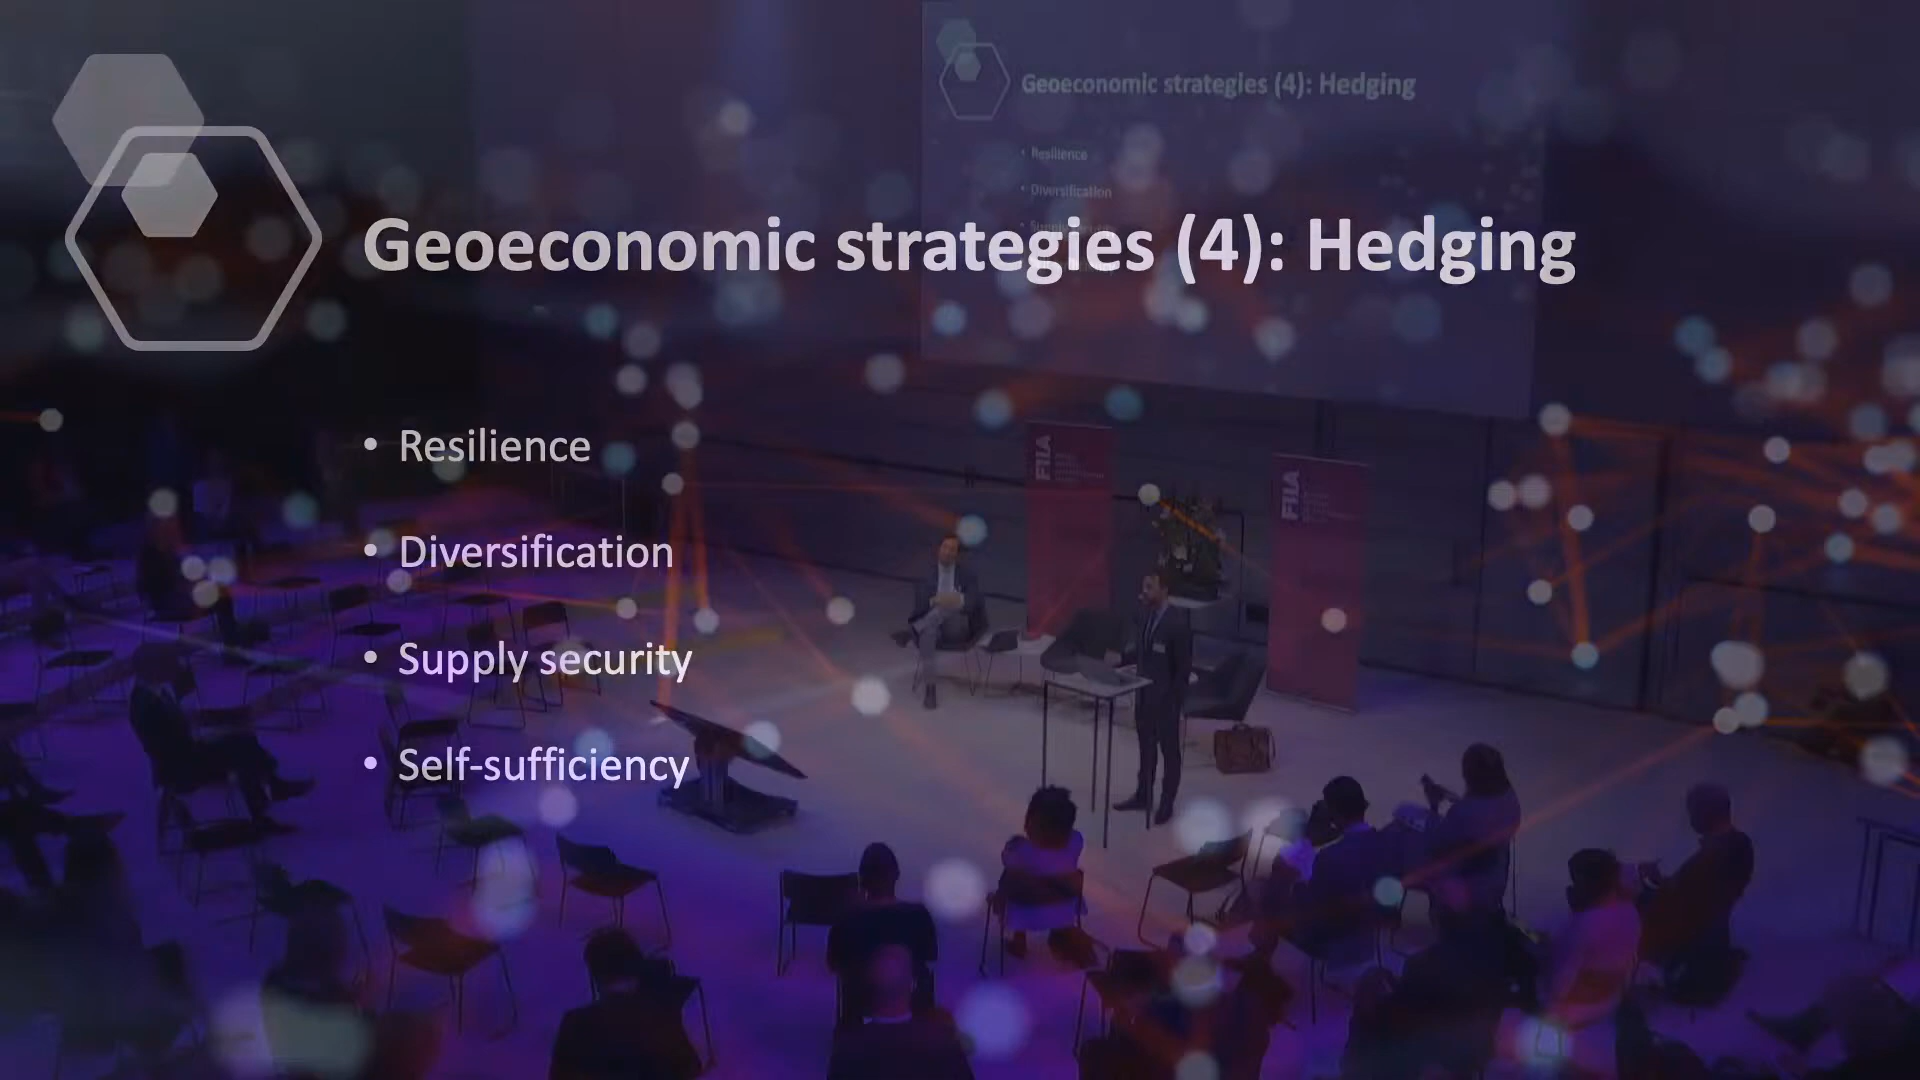 Geoeconomic strategies (4): Hedging
• Resilience
• Diversification
Geoeconomic strategies (4): Hedging
• Resilience
• Diversification
• Supply security
• Self-sufficiency
FIIA
FIIA